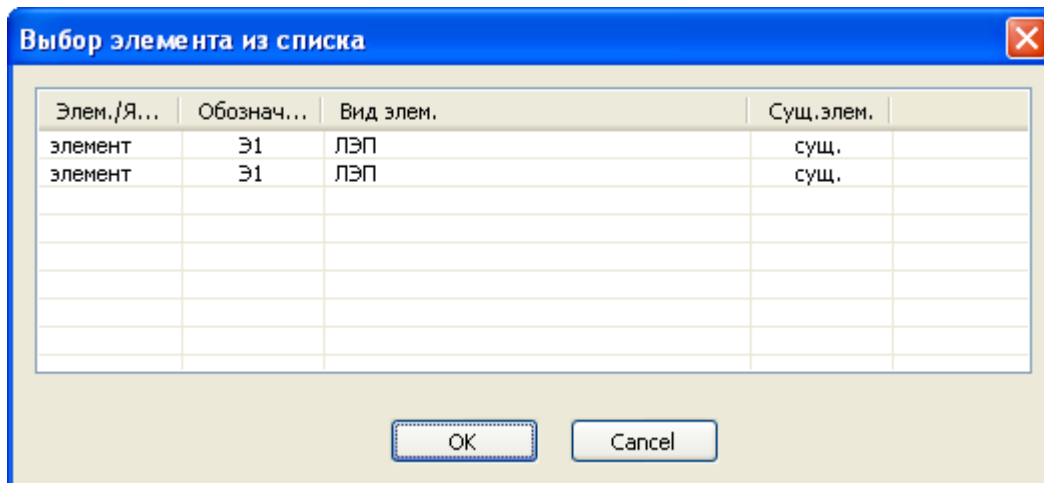 Выбор элемента из списка
Элем./Я... Обознач... Вид элем. Сущ.элем.
элемент Э1 ЛЭП сущ.
элемент Э1 ЛЭП сущ.
OK Cancel